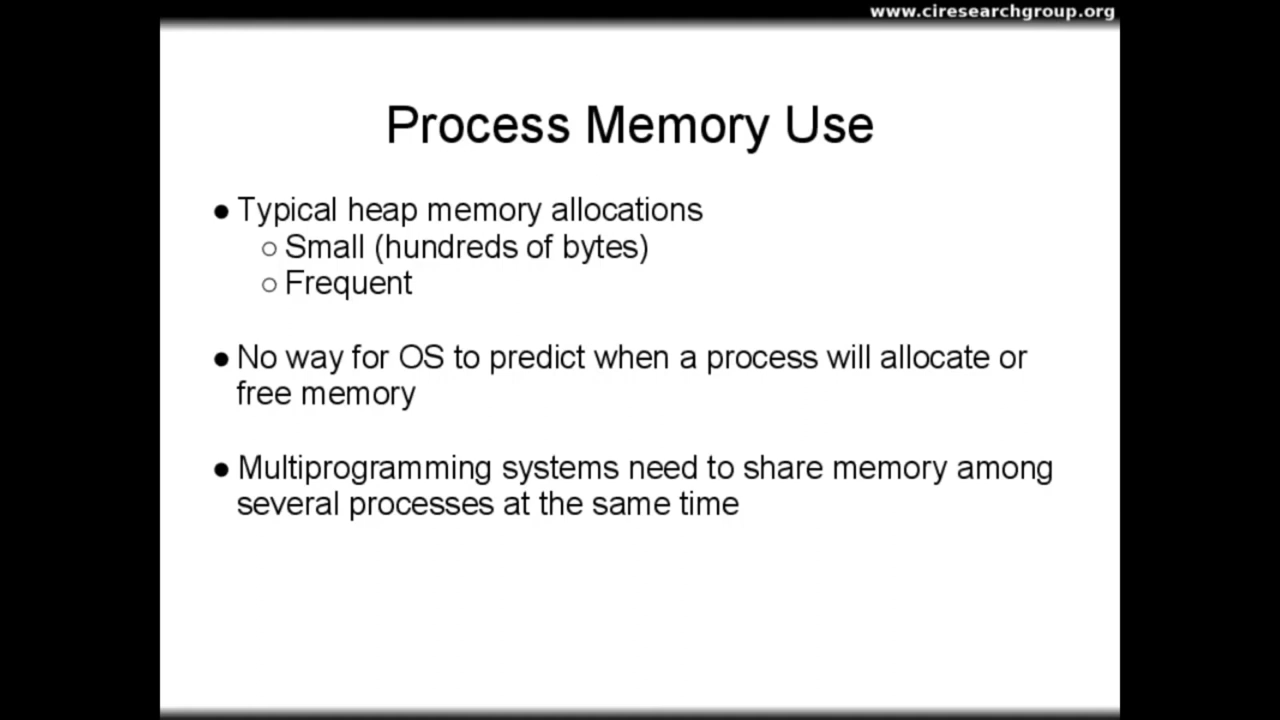 www.ciresearchgroup.org
Process Memory Use
● Typical heap memory allocations
○ Small (hundreds of bytes)
○ Frequent
● No way for OS to predict when a process will allocate or
free memory
● Multiprogramming systems need to share memory among
several processes at the same time